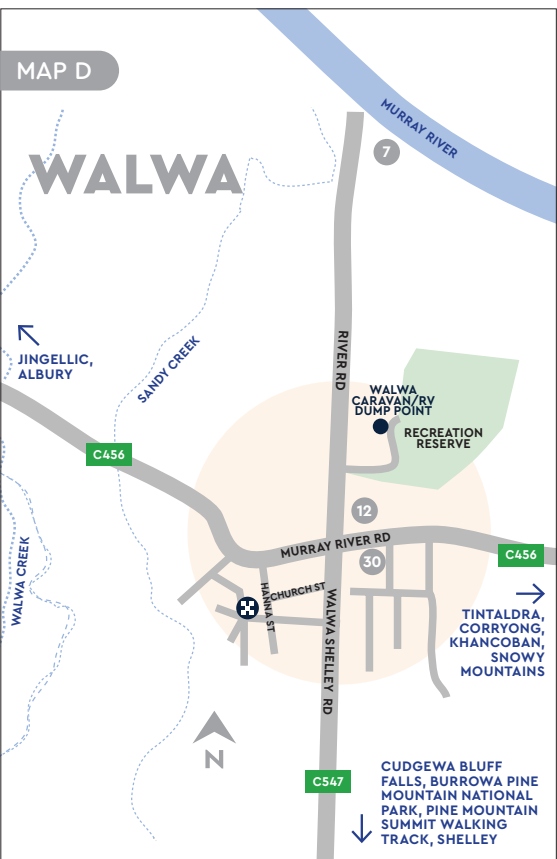 MAP D
MURRAY RIVER
7
WALWA
JINGELLIC,
ALBURY
SANDY CREEK
RIVER RD
WALWA
CARAVAN/RV
DUMP POINT
RECREATION
RESERVE
C456
12
MURRAY RIVER RD
C456
30
WALWA CREEK
HANNA ST
CHURCH ST
WALWA SHELLEY RD
TINTALDRA,
CORRYONG,
KHANCOBAN,
SNOWY
MOUNTAINS
N
C547
CUDGEWA BLUFF
FALLS, BURROWA PINE
MOUNTAIN NATIONAL
PARK, PINE MOUNTAIN
SUMMIT WALKING
TRACK, SHELLEY